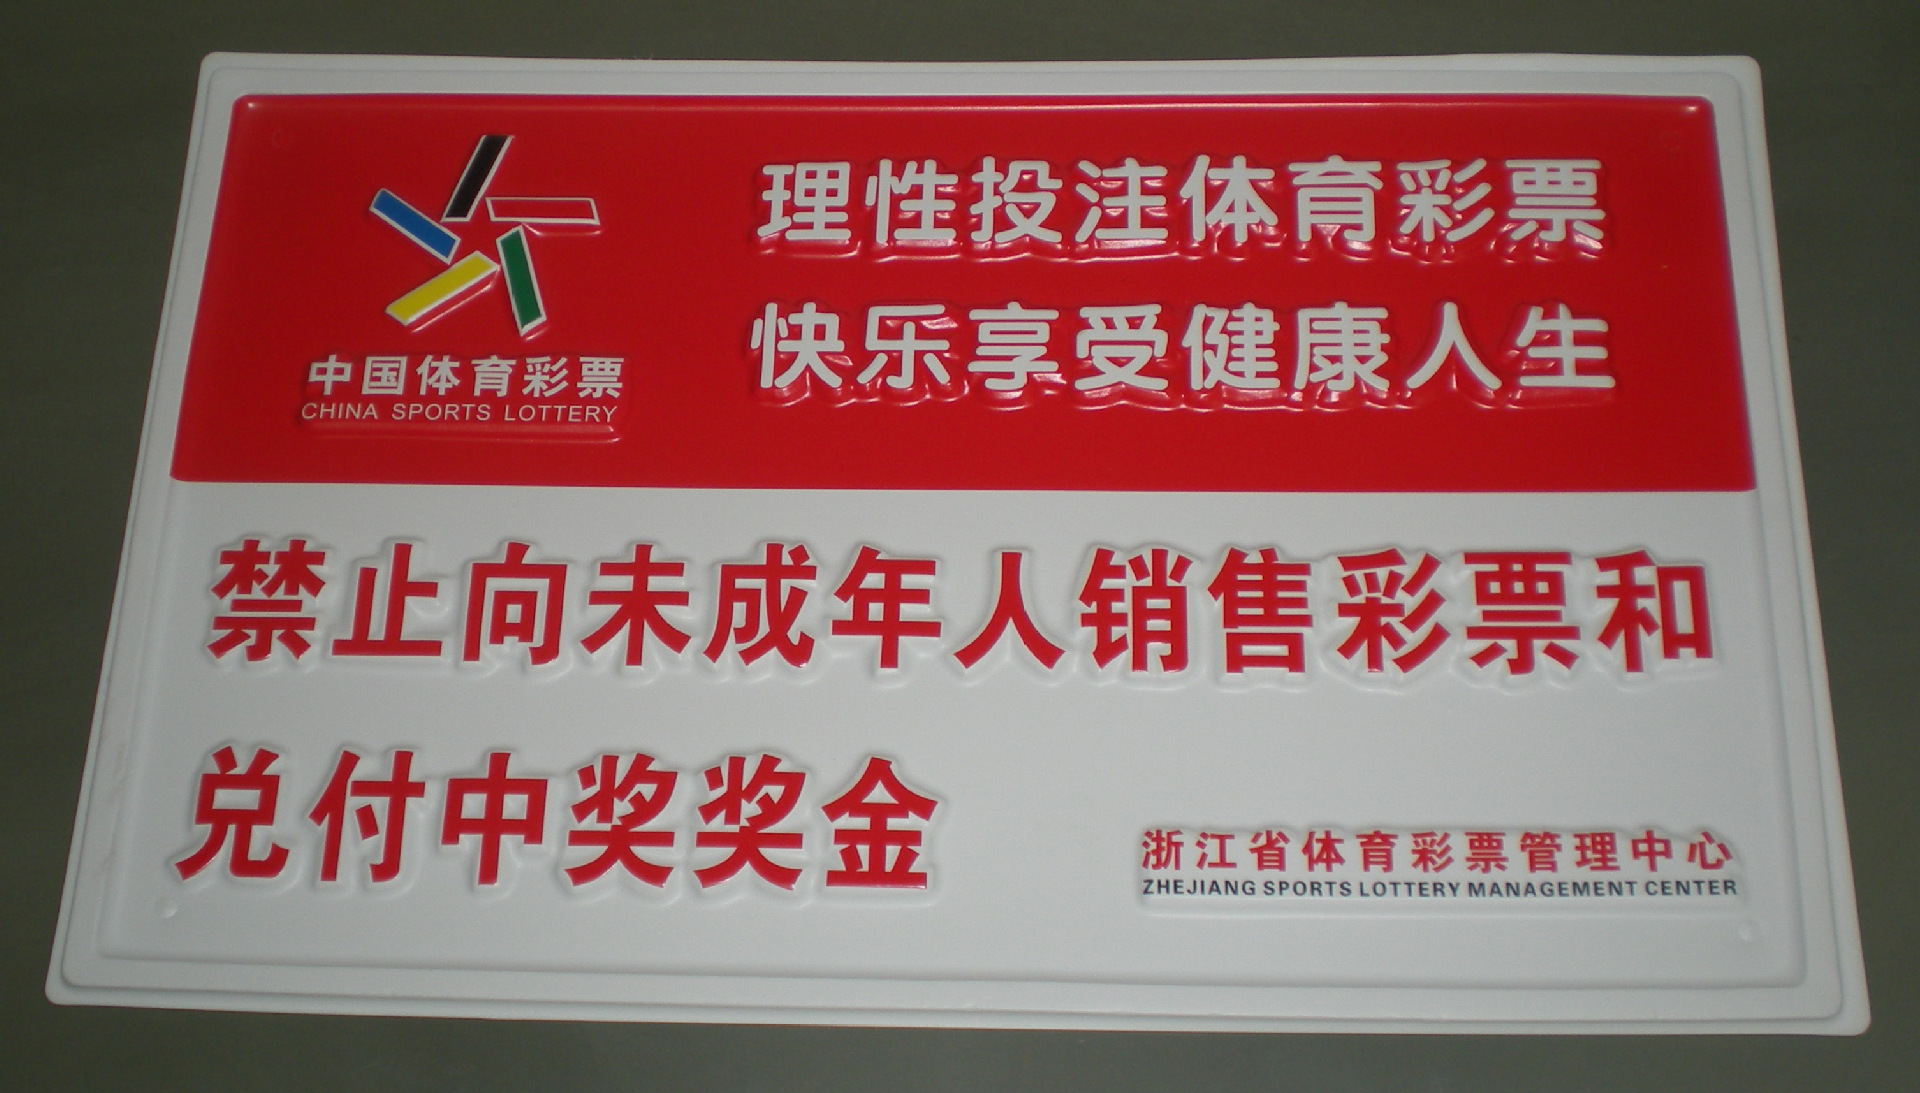 理性投注体育彩票
快乐享受健康人生
中国体育彩票
CHINA SPORTS LOTTERY
禁止向未成年人销售彩票和
兑付中奖奖金
浙江省体育彩票管理中心
ZHEJIANG SPORTS LOTTERY MANAGEMENT CENTER